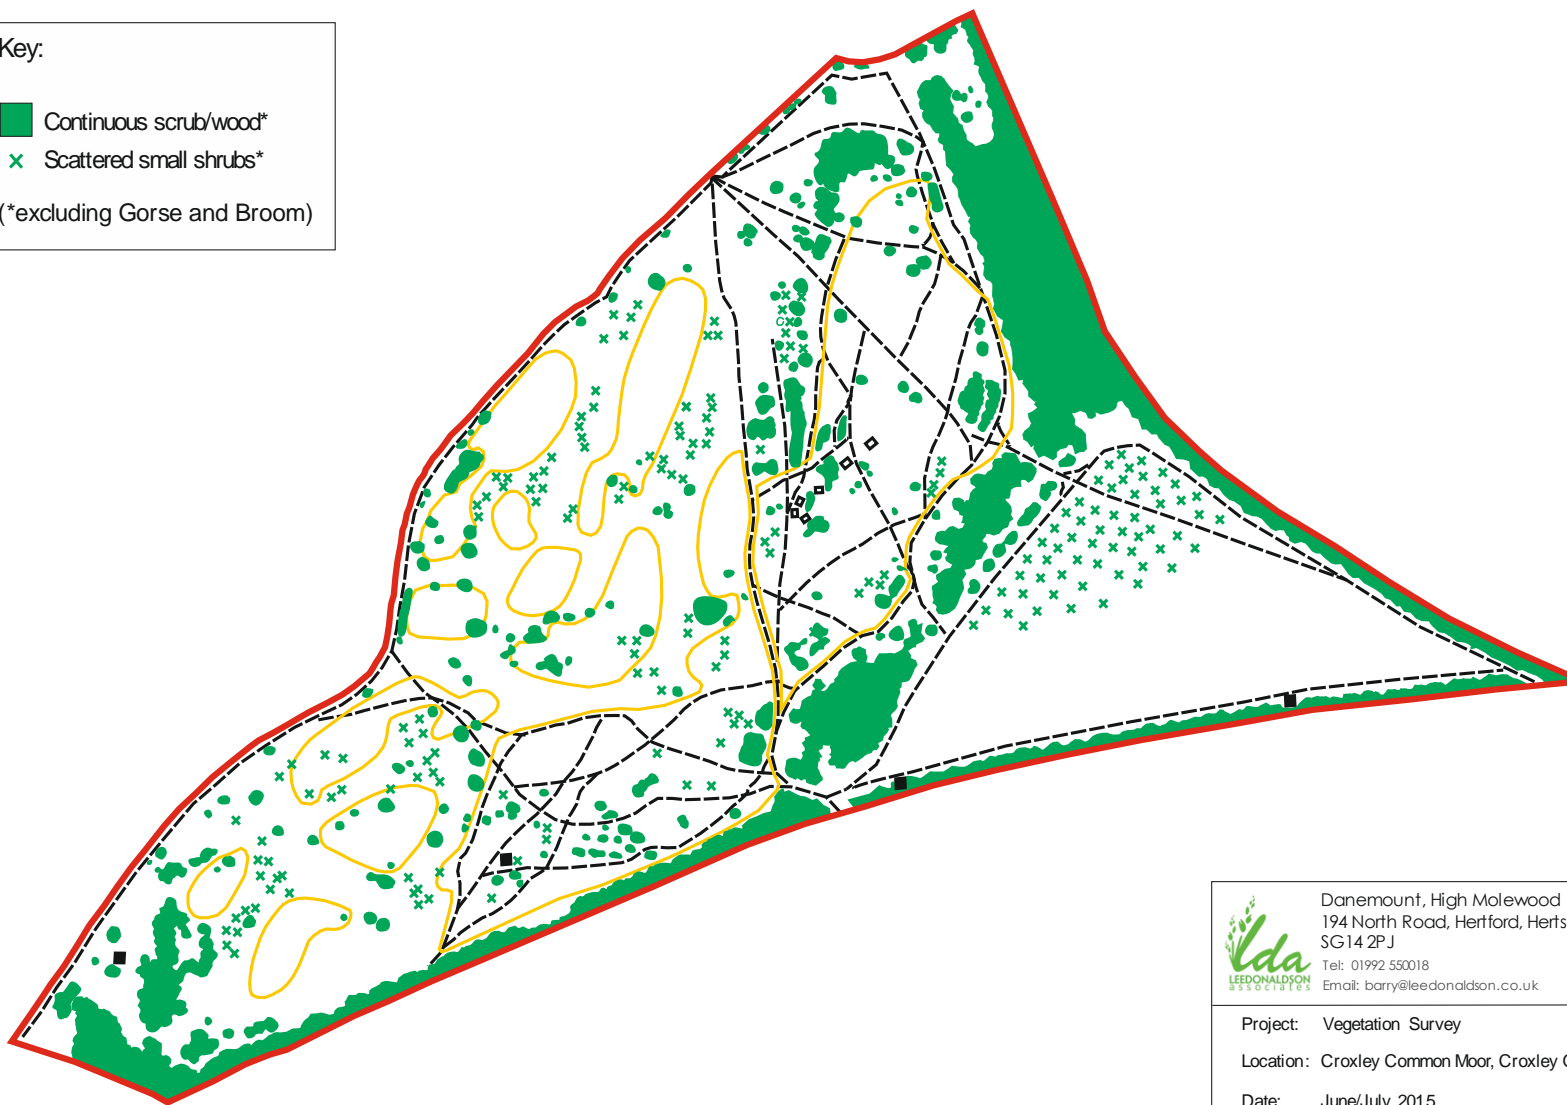 Key:
Continuous scrub/wood*
× Scattered small shrubs*
(*excluding Gorse and Broom)
Danemount, High Molewood
194 North Road, Hertford, Herts
SG14 2PJ
Tel: 01992 550018
Email: barry@leedonaldson.co.uk
lda
LEEDONALDSON
associates
Project: Vegetation Survey
Location: Croxley Common Moor, Croxley
Date: June/July 2015